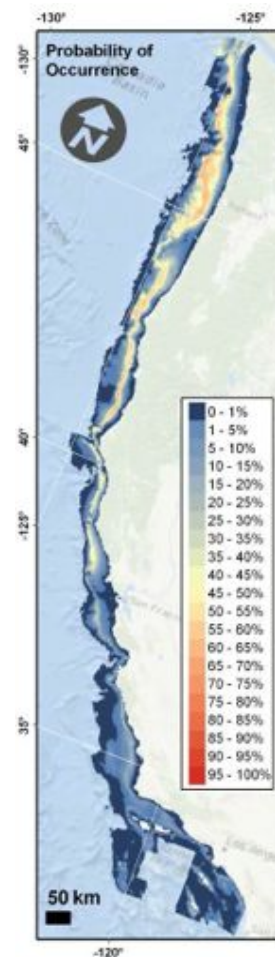 -130° -125°
Probability of
Occurrence
-130°
Basin
N
45°
40°
0 - 1%
1 - 5%
5 - 10%
10 - 15%
15 - 20%
20 - 25%
25 - 30%
30 - 35%
35 - 40%
40 - 45%
45 - 50%
50 - 55%
55 - 60%
60 - 65%
65 - 70%
70 - 75%
75 - 80%
80 - 85%
85 - 90%
90 - 95%
95 - 100%
-125°
35°
50 km
-120°